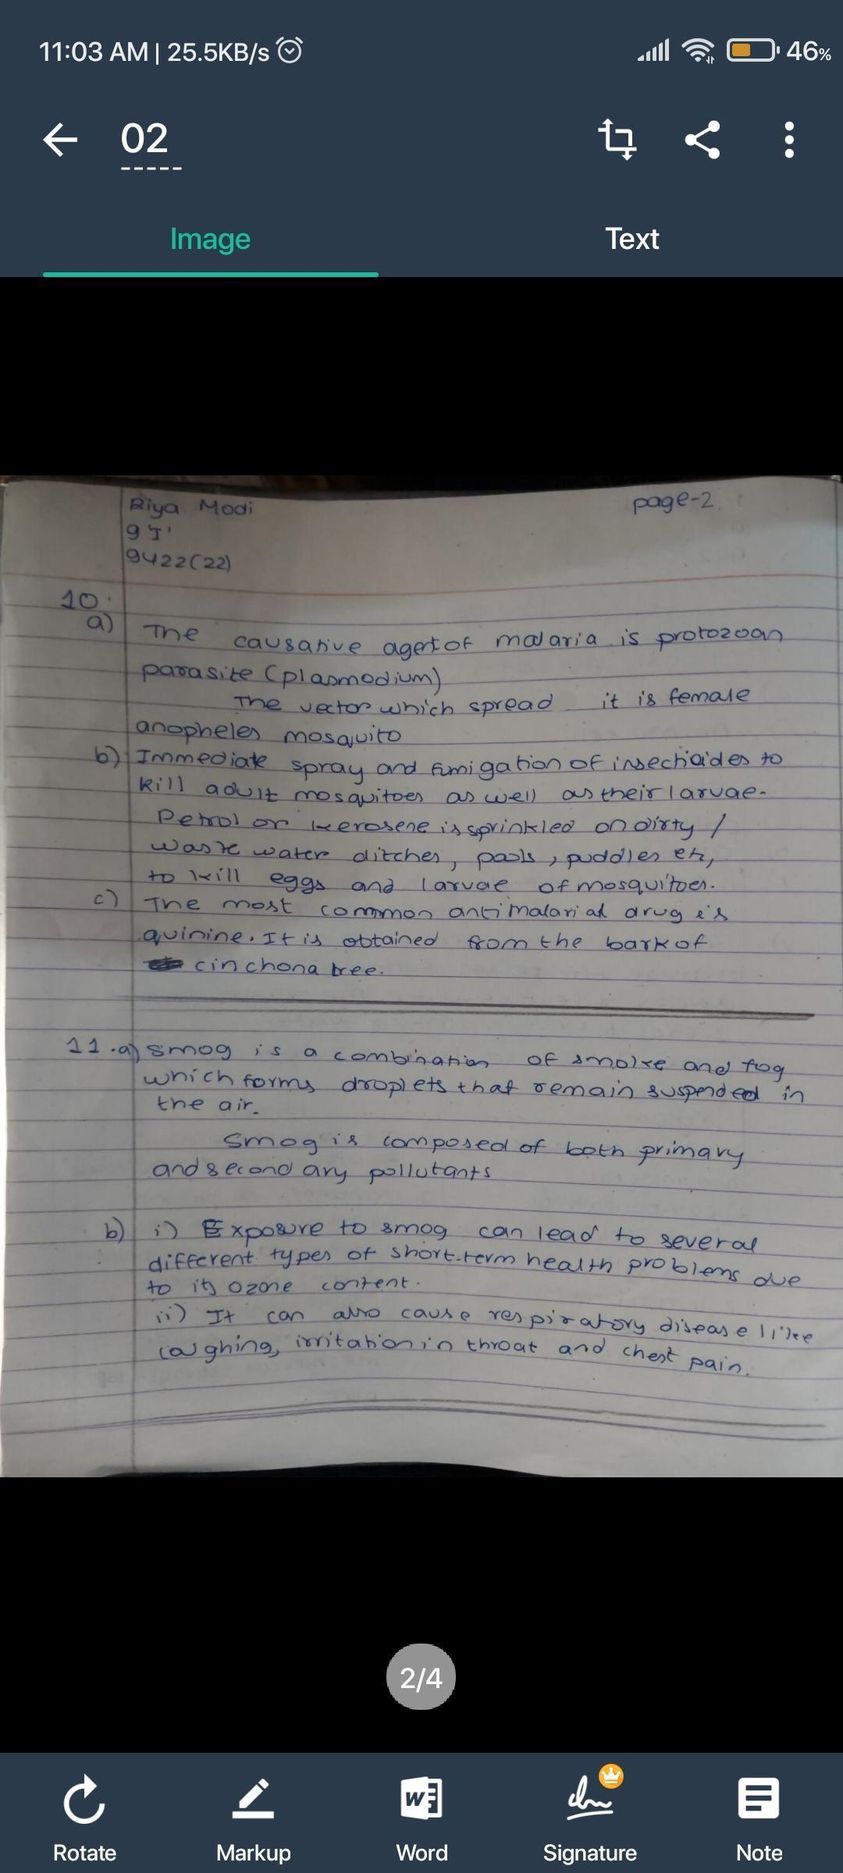 11:03 AM | 25.5KB/s 46%
02
Image Text
Riya Modi page-2
9 'J'
9422(22)
10.
a) The causative agent of malaria is protozoan
parasite (plasmodium)
The vector which spread it is female
anopheles mosquito
b) Immediate spray and fumigation of insecticides to
kill adult mosquitoes as well as their larvae.
Petrol or kerosene is sprinkled on dirty /
waste water ditches, pools, puddles etc,
to kill eggs and larvae of mosquitoes.
c) The most common antimalarial drug is
quinine. It is obtained from the bark of
cinchona tree.
11.a) Smog is a combination of smoke and fog
which forms droplets that remain suspended in
the air.
Smog is composed of both primary
and secondary pollutants
b) i) Exposure to smog can lead to several
different types of short-term health problems due
to its ozone content.
ii) It can also cause respiratory disease like
coughing, irritation in throat and chest pain.
2/4
W
Rotate Markup Word Signature Note